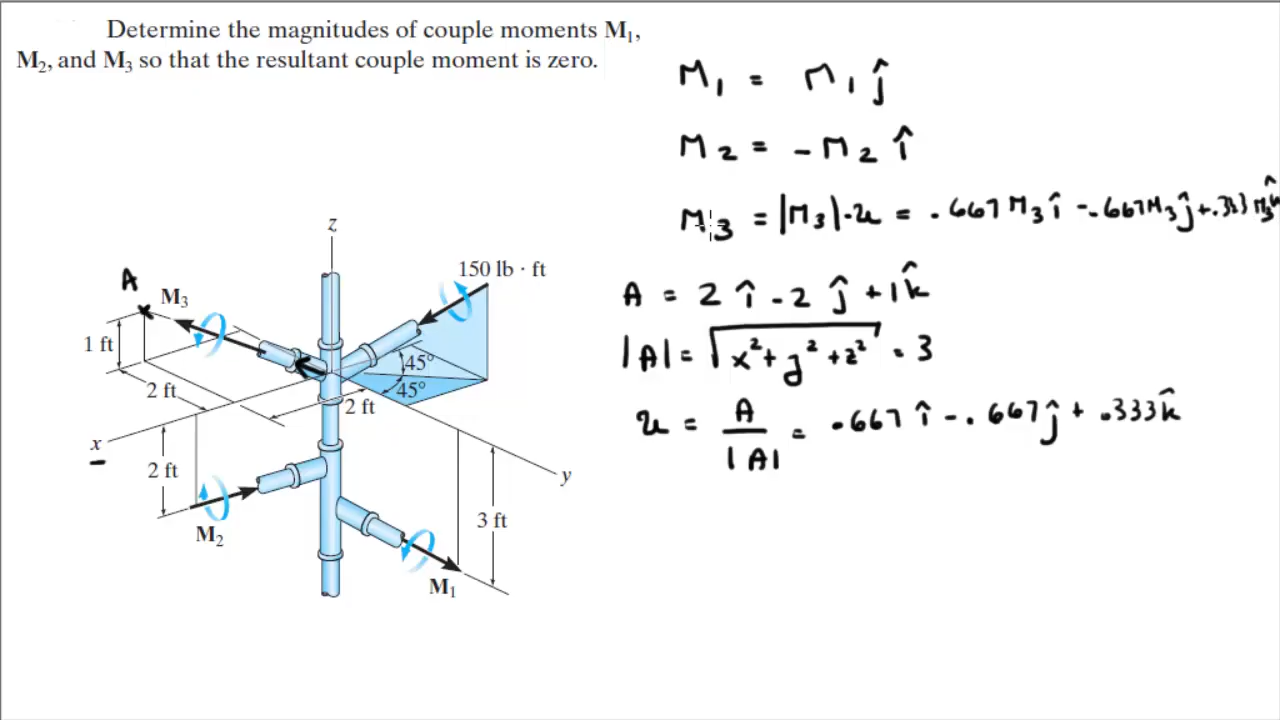 Determine the magnitudes of couple moments M₁,
M₂, and M₃ so that the resultant couple moment is zero.
M₁ = M₁ ĵ
M₂ = -M₂ î
M₃ = |M₃|·u = .667 M₃ î - .667 M₃ ĵ + .333 M₃ k̂
A = 2 î - 2 ĵ + 1 k̂
|A| = √(x² + y² + z²) = 3
u = A / |A| = .667 î - .667 ĵ + .333 k̂
z
150 lb · ft
A
M₃
1 ft
45°
2 ft
45°
2 ft
x
2 ft
y
M₂
3 ft
M₁